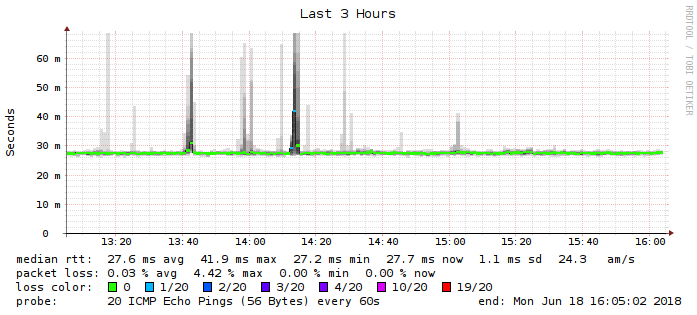 Last 3 Hours
RRDTOOL / TOBI OETIKER
Seconds
60 m
50 m
40 m
30 m
20 m
10 m
0
13:20 13:40 14:00 14:20 14:40 15:00 15:20 15:40 16:00
median rtt: 27.6 ms avg 41.9 ms max 27.2 ms min 27.7 ms now 1.1 ms sd 24.3 am/s
packet loss: 0.03 % avg 4.42 % max 0.00 % min 0.00 % now
loss color: 0 1/20 2/20 3/20 4/20 10/20 19/20
probe: 20 ICMP Echo Pings (56 Bytes) every 60s end: Mon Jun 18 16:05:02 2018